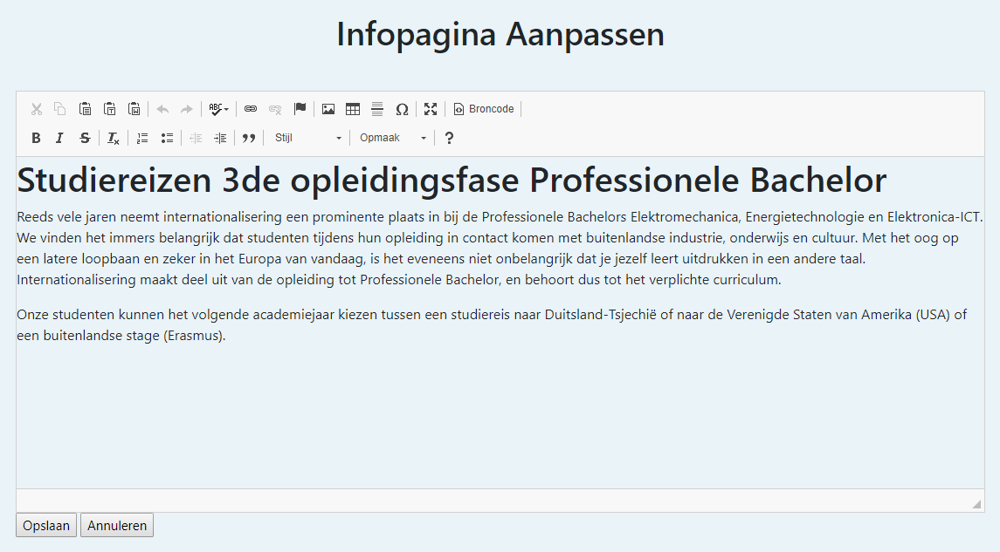 Infopagina Aanpassen
ABC
Ω
Broncode
B I S Tx
Stijl
Opmaak
?
Studiereizen 3de opleidingsfase Professionele Bachelor
Reeds vele jaren neemt internationalisering een prominente plaats in bij de Professionele Bachelors Elektromechanica, Energietechnologie en Elektronica-ICT.
We vinden het immers belangrijk dat studenten tijdens hun opleiding in contact komen met buitenlandse industrie, onderwijs en cultuur. Met het oog op
een latere loopbaan en zeker in het Europa van vandaag, is het eveneens niet onbelangrijk dat je jezelf leert uitdrukken in een andere taal.
Internationalisering maakt deel uit van de opleiding tot Professionele Bachelor, en behoort dus tot het verplichte curriculum.
Onze studenten kunnen het volgende academiejaar kiezen tussen een studiereis naar Duitsland-Tsjechië of naar de Verenigde Staten van Amerika (USA) of
een buitenlandse stage (Erasmus).
Opslaan
Annuleren